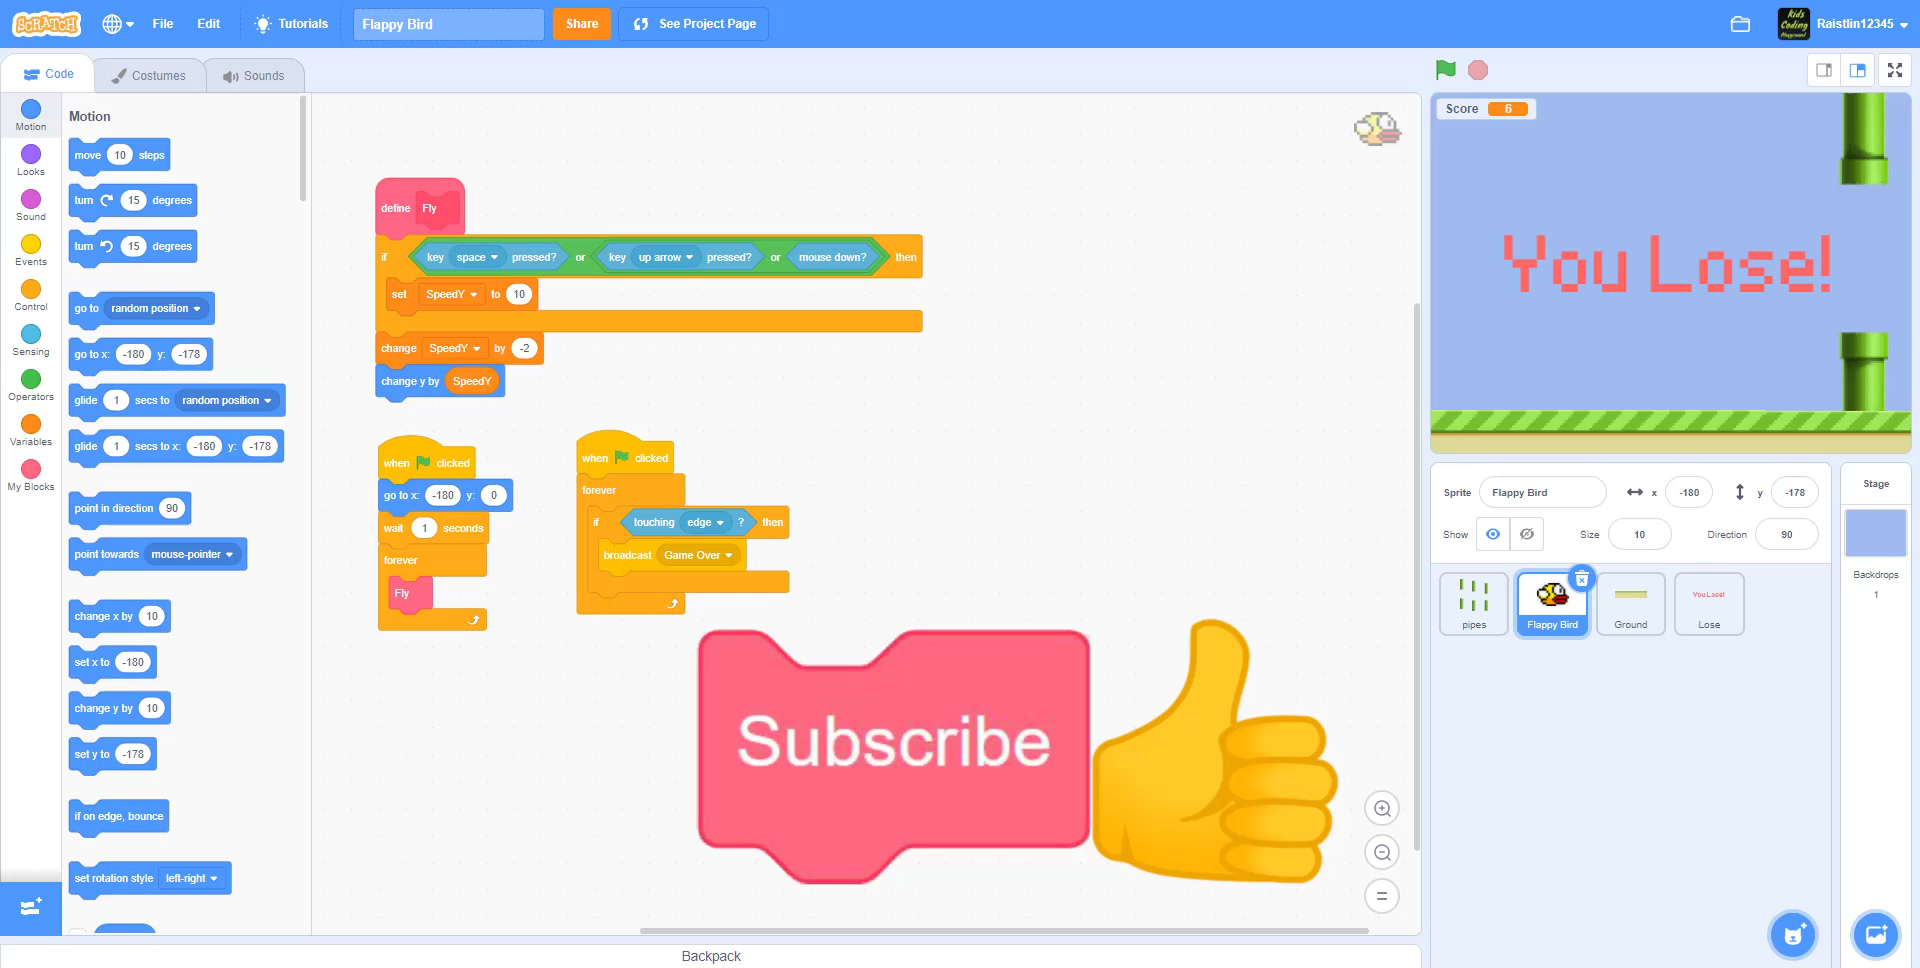 SCRATCH
File
Edit
Tutorials
Flappy Bird
Share
See Project Page
Kids
Coding
Playground
Raistlin12345
Code
Costumes
Sounds
Motion
Looks
Sound
Events
Control
Sensing
Operators
Variables
My Blocks
Motion
move 10 steps
turn 15 degrees
turn 15 degrees
go to random position
go to x: -180 y: -178
glide 1 secs to random position
glide 1 secs to x: -180 y: -178
point in direction 90
point towards mouse-pointer
change x by 10
set x to -180
change y by 10
set y to -178
if on edge, bounce
set rotation style left-right
define Fly
if key space pressed? or key up arrow pressed? or mouse down? then
set SpeedY to 10
change SpeedY by -2
change y by SpeedY
when clicked
go to x: -180 y: 0
wait 1 seconds
forever
Fly
when clicked
forever
if touching edge ? then
broadcast Game Over
Subscribe
Backpack
Score 6
You Lose!
Sprite Flappy Bird x -180 y -178
Show Size 10 Direction 90
pipes
Flappy Bird
Ground
You Lose!
Lose
Stage
Backdrops
1